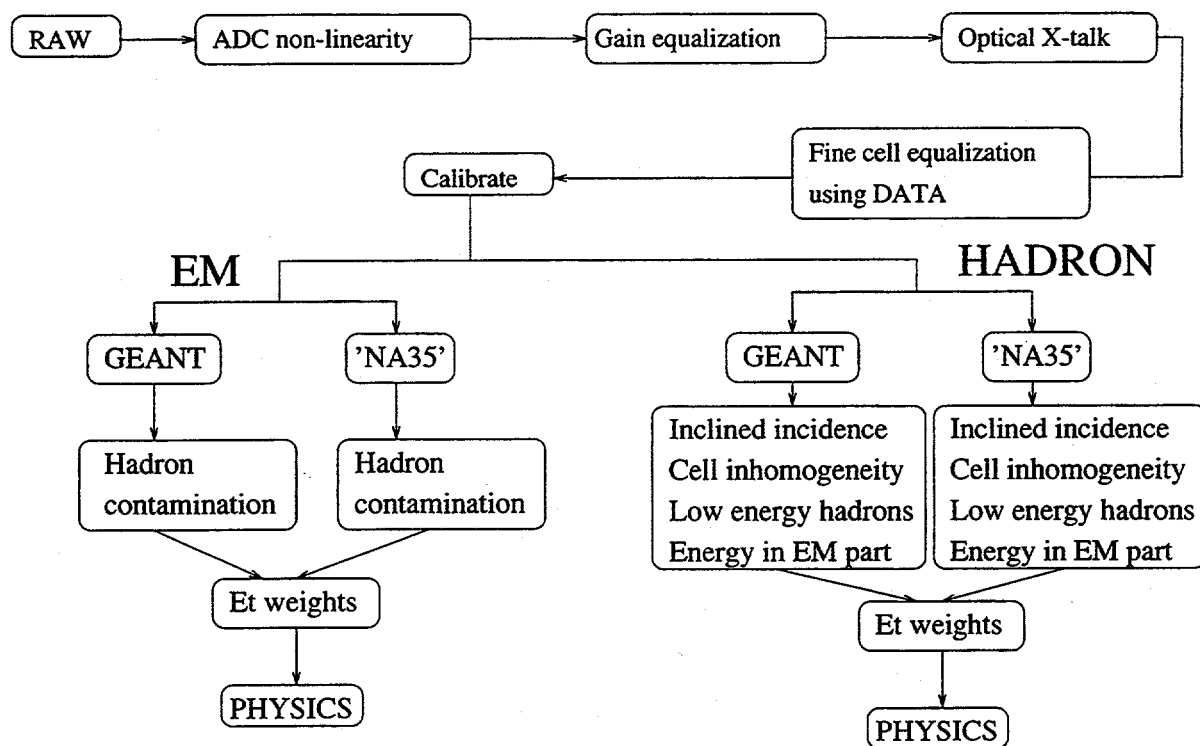 RAW
ADC non-linearity
Gain equalization
Optical X-talk
Fine cell equalization
using DATA
Calibrate
EM
HADRON
GEANT
'NA35'
GEANT
'NA35'
Hadron
contamination
Hadron
contamination
Inclined incidence
Cell inhomogeneity
Low energy hadrons
Energy in EM part
Inclined incidence
Cell inhomogeneity
Low energy hadrons
Energy in EM part
Et weights
Et weights
PHYSICS
PHYSICS